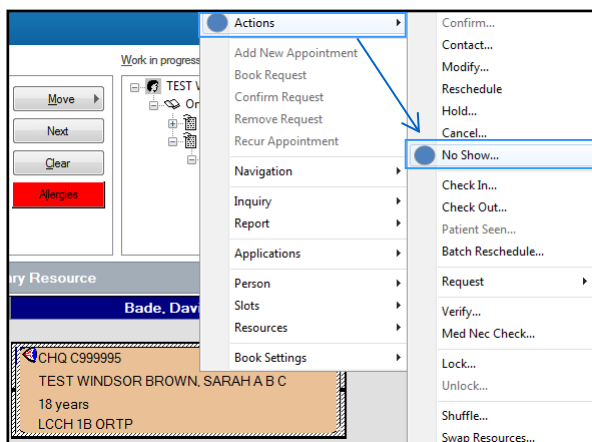 Work in progress
TEST
Move
Next
Clear
Allergies
Actions
Add New Appointment
Book Request
Confirm Request
Remove Request
Recur Appointment
Navigation
Inquiry
Report
Applications
Person
Slots
Resources
Book Settings
Confirm...
Contact...
Modify...
Reschedule
Hold...
Cancel...
No Show...
Check In...
Check Out...
Patient Seen...
Batch Reschedule...
Request
Verify...
Med Nec Check...
Lock...
Unlock...
Shuffle...
Swap Resources...
ry Resource
Bade, Davi
CHQ C999995
TEST WINDSOR BROWN, SARAH A B C
18 years
LCCH 1B ORTP